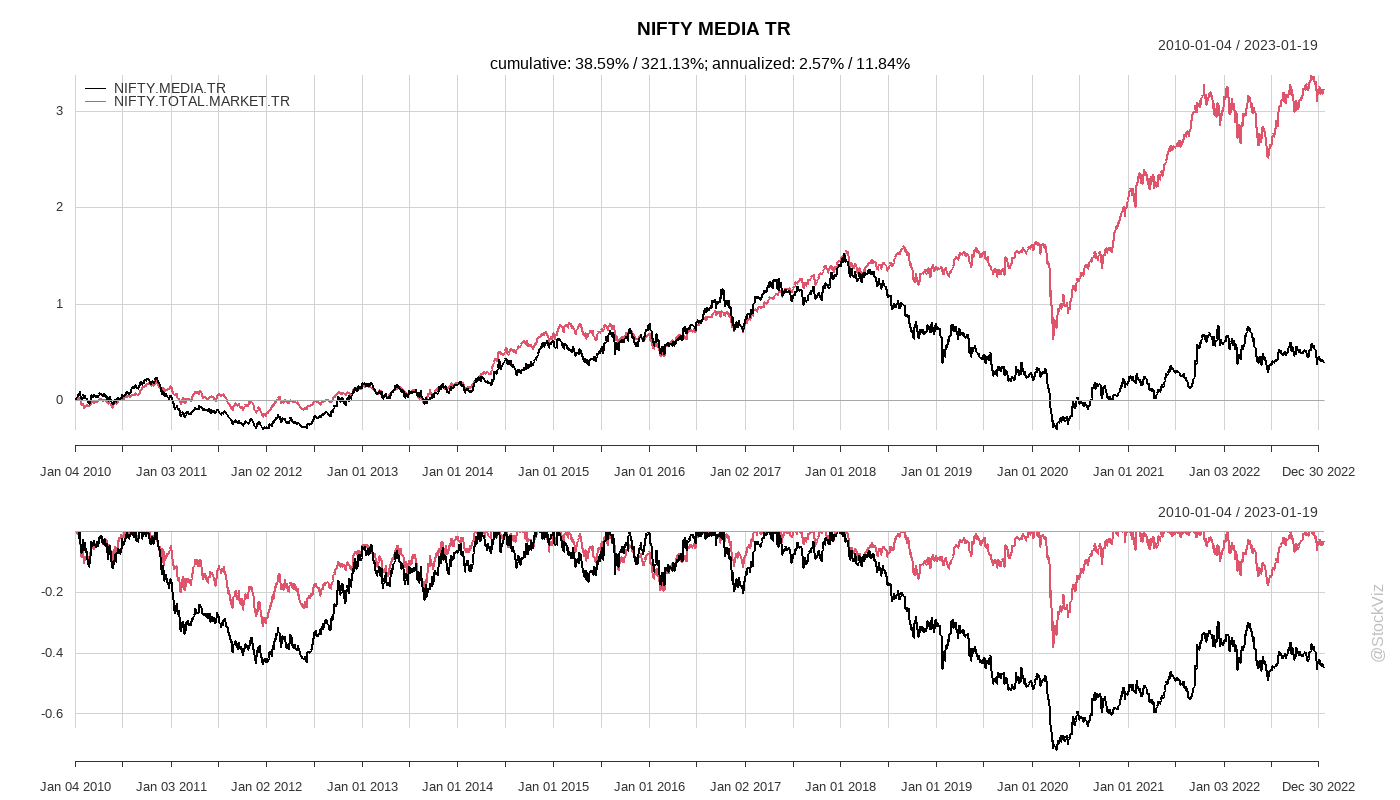 NIFTY MEDIA TR
2010-01-04 / 2023-01-19
cumulative: 38.59% / 321.13%; annualized: 2.57% / 11.84%
NIFTY.MEDIA.TR
NIFTY.TOTAL.MARKET.TR
3
2
1
0
Jan 04 2010 Jan 03 2011 Jan 02 2012 Jan 01 2013 Jan 01 2014 Jan 01 2015 Jan 01 2016 Jan 02 2017 Jan 01 2018 Jan 01 2019 Jan 01 2020 Jan 01 2021 Jan 03 2022 Dec 30 2022
2010-01-04 / 2023-01-19
-0.2
-0.4
-0.6
Jan 04 2010 Jan 03 2011 Jan 02 2012 Jan 01 2013 Jan 01 2014 Jan 01 2015 Jan 01 2016 Jan 02 2017 Jan 01 2018 Jan 01 2019 Jan 01 2020 Jan 01 2021 Jan 03 2022 Dec 30 2022
@StockViz